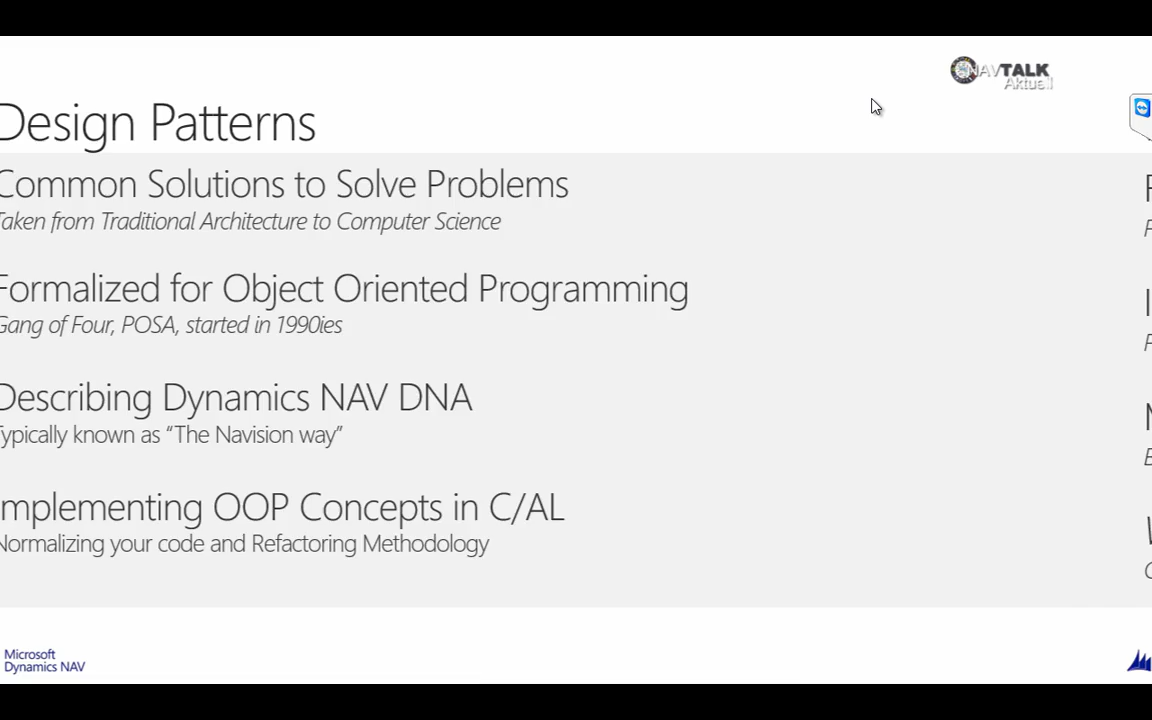 NAVTALK
Aktuell
Design Patterns
Common Solutions to Solve Problems
Taken from Traditional Architecture to Computer Science
Formalized for Object Oriented Programming
Gang of Four, POSA, started in 1990ies
Describing Dynamics NAV DNA
Typically known as “The Navision way”
Implementing OOP Concepts in C/AL
Normalizing your code and Refactoring Methodology
Microsoft
Dynamics NAV